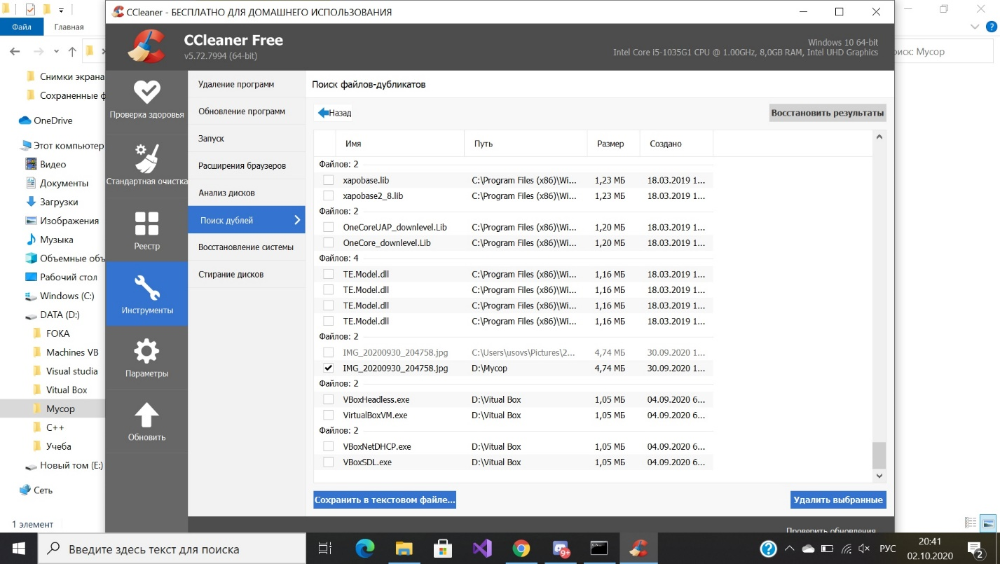 CCleaner - БЕСПЛАТНО ДЛЯ ДОМАШНЕГО ИСПОЛЬЗОВАНИЯ
Файл
Главная
CCleaner Free
v5.72.7994 (64-bit)
Windows 10 64-bit
Intel Core i5-1035G1 CPU @ 1.00GHz, 8,0GB RAM, Intel UHD Graphics
иск: Мусор
Снимки экрана
Сохраненные ф
OneDrive
Этот компьютер
Видео
Документы
Загрузки
Изображения
Музыка
Объемные объ
Рабочий стол
Windows (C:)
DATA (D:)
FOKA
Machines VB
Visual studia
Vitual Box
Мусор
C++
Учеба
Новый том (E:)
Сеть
1 элемент
Проверка здоровья
Стандартная очистка
Реестр
Инструменты
Параметры
Обновить
Удаление программ
Обновление программ
Запуск
Расширения браузеров
Анализ дисков
Поиск дублей
Восстановление системы
Стирание дисков
Поиск файлов-дубликатов
Назад
Восстановить результаты
Имя Путь Размер Создано
Файлов: 2
xapobase.lib C:\Program Files (x86)\Wi... 1,23 МБ 18.03.2019 1...
xapobase2_8.lib C:\Program Files (x86)\Wi... 1,23 МБ 18.03.2019 1...
Файлов: 2
OneCoreUAP_downlevel.Lib C:\Program Files (x86)\Wi... 1,20 МБ 18.03.2019 1...
OneCore_downlevel.Lib C:\Program Files (x86)\Wi... 1,20 МБ 18.03.2019 1...
Файлов: 4
TE.Model.dll C:\Program Files (x86)\Wi... 1,16 МБ 18.03.2019 1...
TE.Model.dll C:\Program Files (x86)\Wi... 1,16 МБ 18.03.2019 1...
TE.Model.dll C:\Program Files (x86)\Wi... 1,16 МБ 18.03.2019 1...
TE.Model.dll C:\Program Files (x86)\Wi... 1,16 МБ 18.03.2019 1...
Файлов: 2
IMG_20200930_204758.jpg C:\Users\usovs\Pictures\2... 4,74 МБ 30.09.2020 1...
IMG_20200930_204758.jpg D:\Мусор 4,74 МБ 30.09.2020 1...
Файлов: 2
VBoxHeadless.exe D:\Vitual Box 1,05 МБ 04.09.2020 6...
VirtualBoxVM.exe D:\Vitual Box 1,05 МБ 04.09.2020 6...
Файлов: 2
VBoxNetDHCP.exe D:\Vitual Box 1,05 МБ 04.09.2020 6...
VBoxSDL.exe D:\Vitual Box 1,05 МБ 04.09.2020 6...
Сохранить в текстовом файле...
Удалить выбранные
Проверить обновления
Введите здесь текст для поиска
9+
РУС
20:41
02.10.2020
2